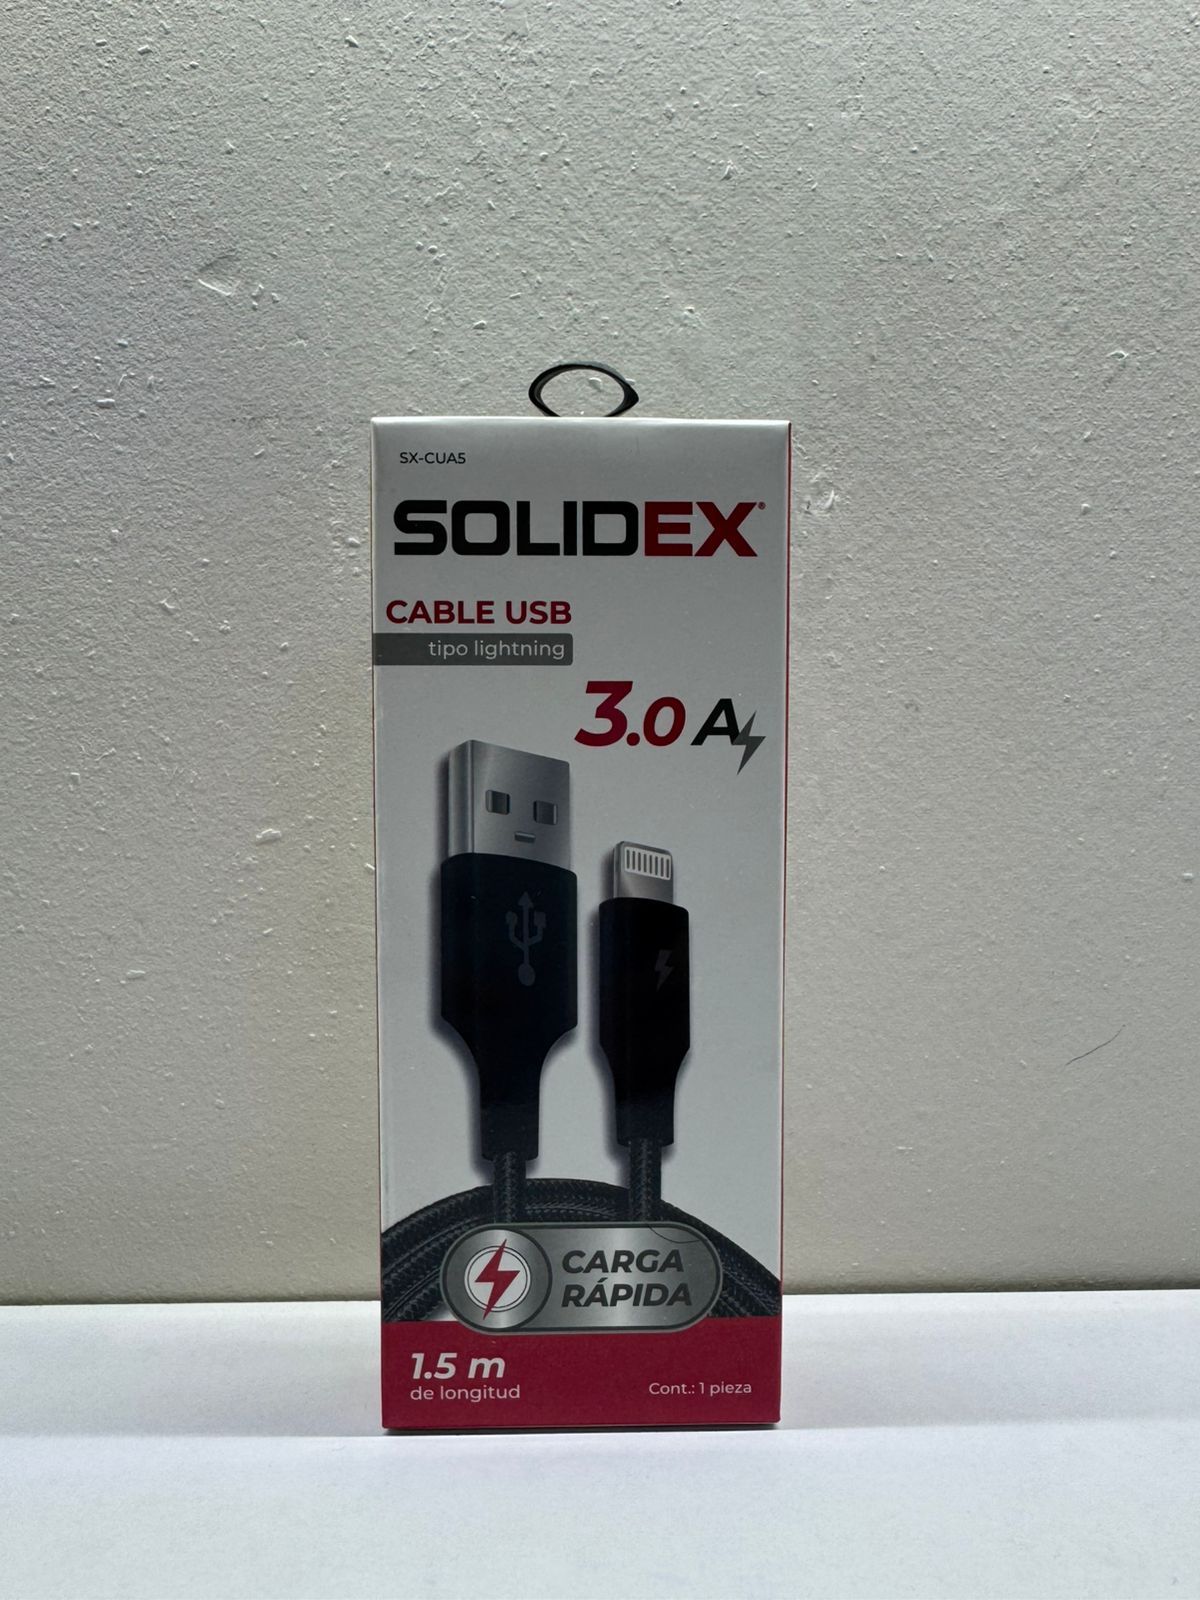 SX-CUA5
SOLIDEX®
CABLE USB
tipo lightning
3.0 A
CARGA
RÁPIDA
1.5 m
de longitud
Cont.: 1 pieza